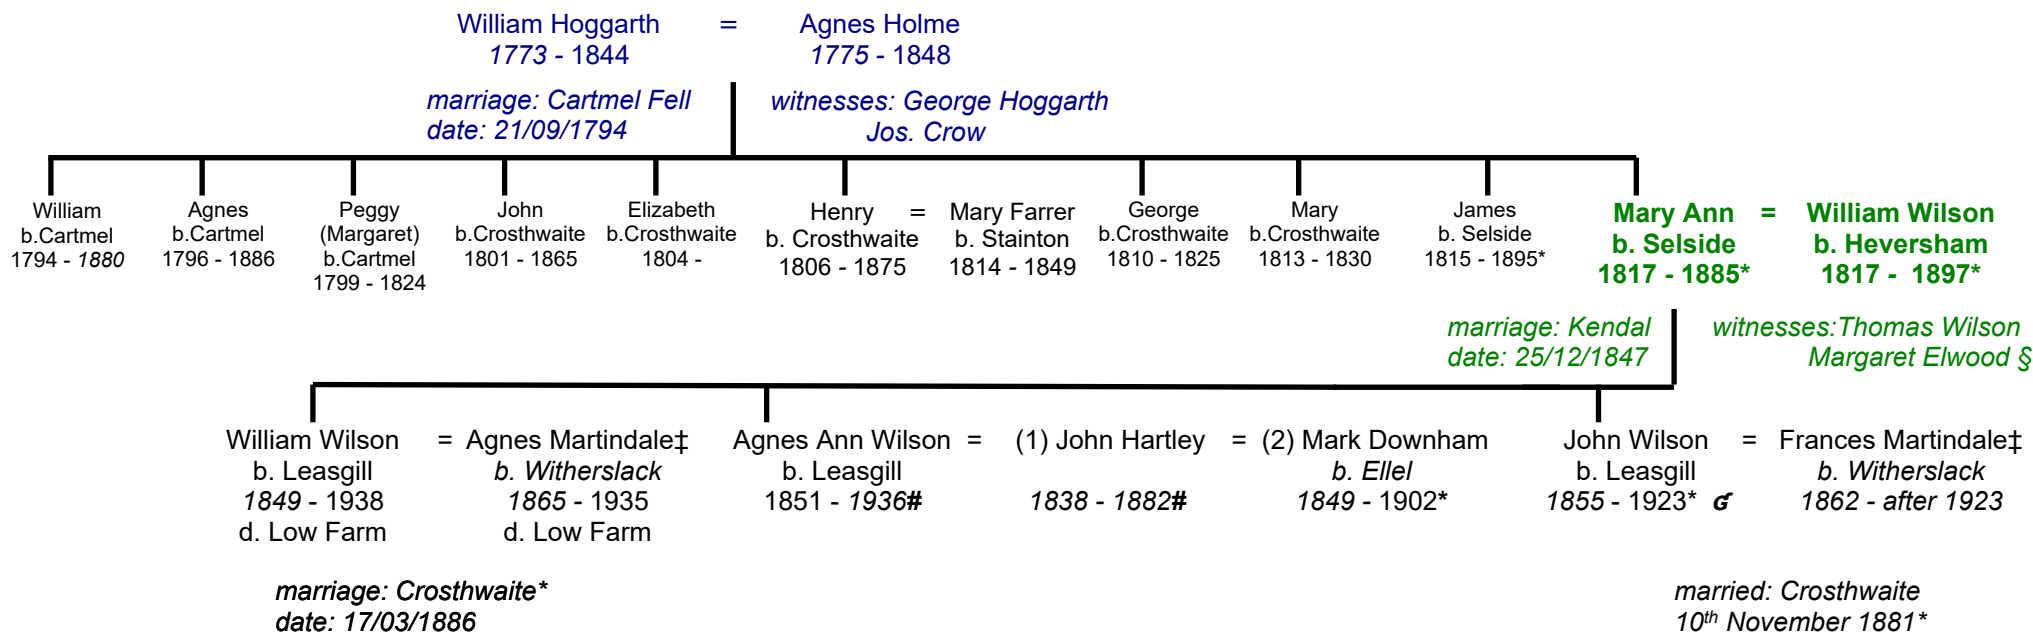 William Hoggarth = Agnes Holme
1773 - 1844 1775 - 1848
marriage: Cartmel Fell witnesses: George Hoggarth
date: 21/09/1794 Jos. Crow
William
b.Cartmel
1794 - 1880
Agnes
b.Cartmel
1796 - 1886
Peggy
(Margaret)
b.Cartmel
1799 - 1824
John
b.Crosthwaite
1801 - 1865
Elizabeth
b.Crosthwaite
1804 -
Henry =
b. Crosthwaite
1806 - 1875
Mary Farrer
b. Stainton
1814 - 1849
George
b.Crosthwaite
1810 - 1825
Mary
b.Crosthwaite
1813 - 1830
James
b. Selside
1815 - 1895*
Mary Ann =
b. Selside
1817 - 1885*
William Wilson
b. Heversham
1817 - 1897*
marriage: Kendal witnesses:Thomas Wilson
date: 25/12/1847 Margaret Elwood §
William Wilson =
b. Leasgill
1849 - 1938
d. Low Farm
Agnes Martindale‡
b. Witherslack
1865 - 1935
d. Low Farm
Agnes Ann Wilson =
b. Leasgill
1851 - 1936#
(1) John Hartley =
1838 - 1882#
(2) Mark Downham
b. Ellel
1849 - 1902*
John Wilson =
b. Leasgill
1855 - 1923*
Frances Martindale‡
b. Witherslack
1862 - after 1923
marriage: Crosthwaite*
date: 17/03/1886
married: Crosthwaite
10th November 1881*